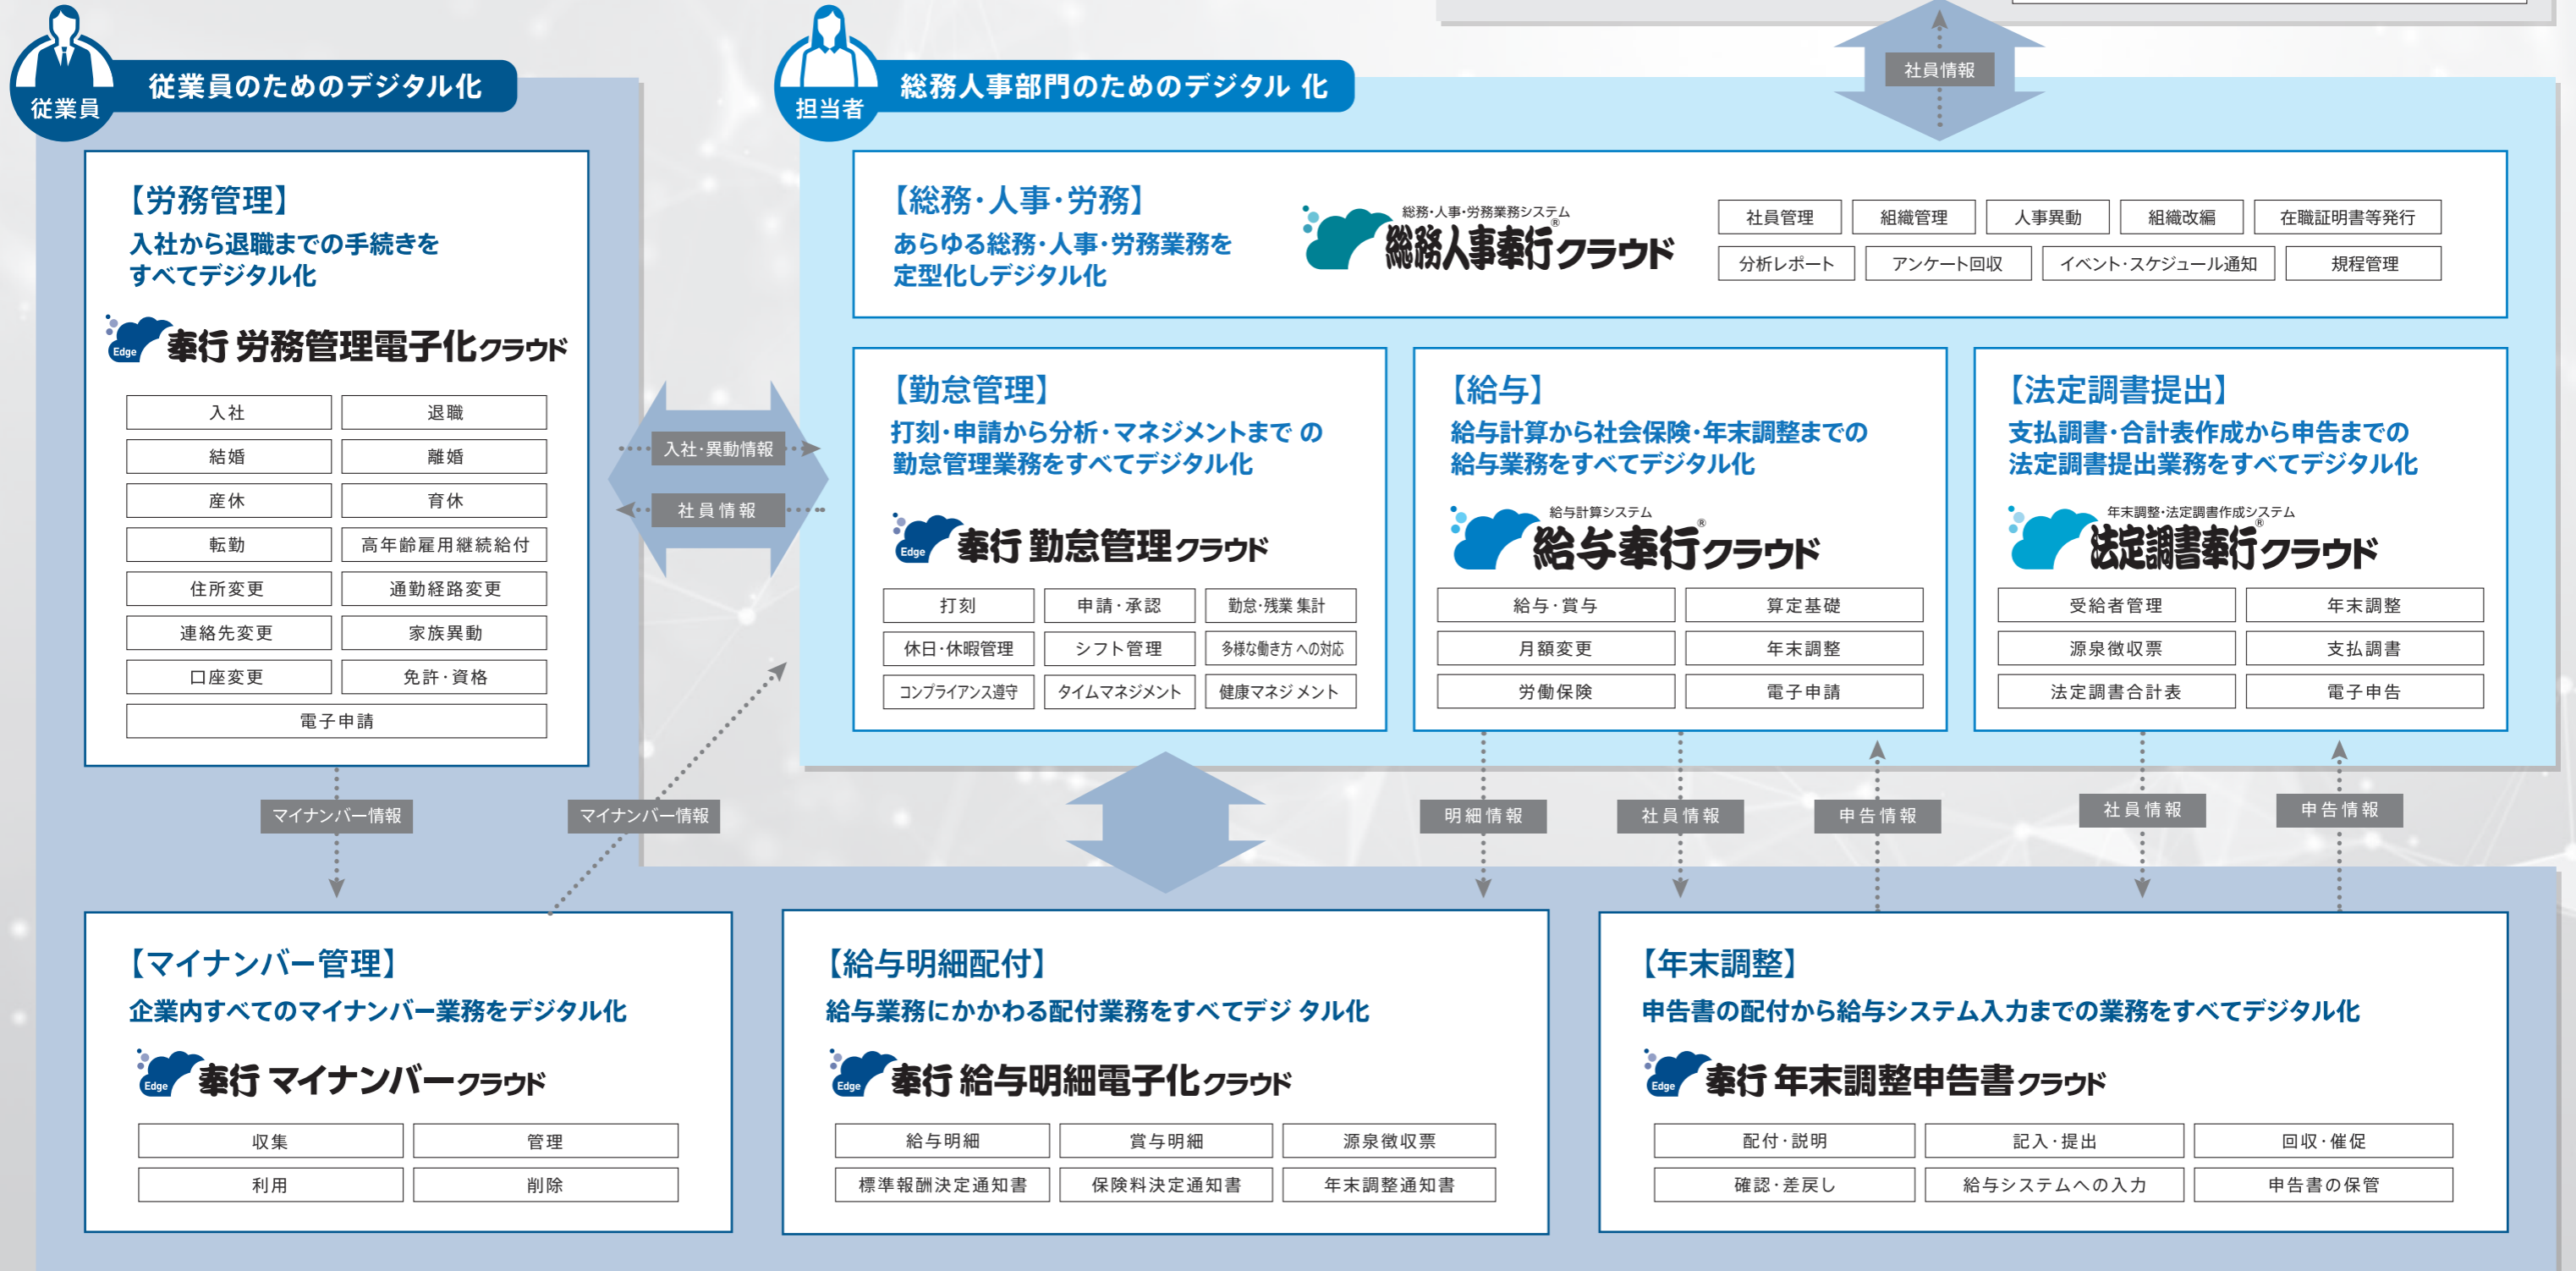 社員情報
従業員
従業員のためのデジタル化
担当者
総務人事部門のためのデジタル 化
【労務管理】
入社から退職までの手続きを
すべてデジタル化
Edge 奉行 労務管理電子化クラウド
入社
退職
結婚
離婚
産休
育休
転勤
高年齢雇用継続給付
住所変更
通勤経路変更
連絡先変更
家族異動
口座変更
免許・資格
電子申請
入社・異動情報
社員情報
【総務・人事・労務】
あらゆる総務・人事・労務業務を
定型化しデジタル化
総務・人事・労務業務システム
総務人事奉行®クラウド
社員管理
組織管理
人事異動
組織改編
在職証明書等発行
分析レポート
アンケート回収
イベント・スケジュール通知
規程管理
【勤怠管理】
打刻・申請から分析・マネジメントまで の
勤怠管理業務をすべてデジタル化
Edge 奉行 勤怠管理クラウド
打刻
申請・承認
勤怠・残業 集計
休日・休暇管理
シフト管理
多様な働き方 への対応
コンプライアンス遵守
タイムマネジメント
健康マネジ メント
【給与】
給与計算から社会保険・年末調整までの
給与業務をすべてデジタル化
給与計算システム
給与奉行®クラウド
給与・賞与
算定基礎
月額変更
年末調整
労働保険
電子申請
【法定調書提出】
支払調書・合計表作成から申告までの
法定調書提出業務をすべてデジタル化
年末調整・法定調書作成システム
法定調書奉行®クラウド
受給者管理
年末調整
源泉徴収票
支払調書
法定調書合計表
電子申告
マイナンバー情報
マイナンバー情報
明細情報
社員情報
申告情報
社員情報
申告情報
【マイナンバー管理】
企業内すべてのマイナンバー業務をデジタル化
Edge 奉行 マイナンバークラウド
収集
管理
利用
削除
【給与明細配付】
給与業務にかかわる配付業務をすべてデジ タル化
Edge 奉行 給与明細電子化クラウド
給与明細
賞与明細
源泉徴収票
標準報酬決定通知書
保険料決定通知書
年末調整通知書
【年末調整】
申告書の配付から給与システム入力までの業務をすべてデジタル化
Edge 奉行 年末調整申告書クラウド
配付・説明
記入・提出
回収・催促
確認・差戻し
給与システムへの入力
申告書の保管